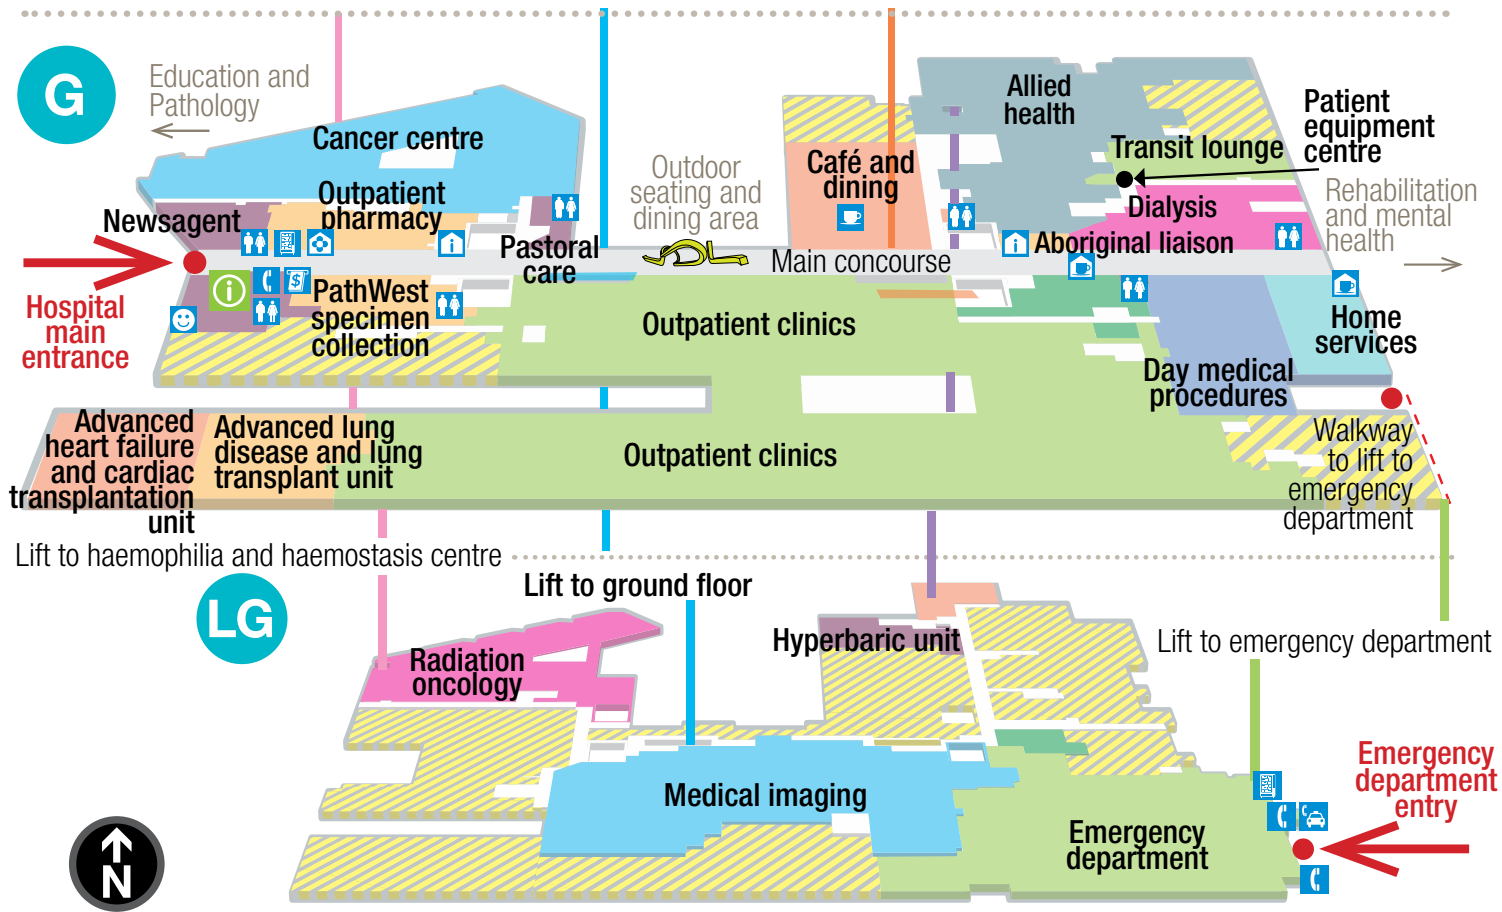 G
Education and
Pathology
Cancer centre
Outpatient
pharmacy
Newsagent
Hospital
main
entrance
Pastoral
care
PathWest
specimen
collection
Outdoor
seating and
dining area
Café and
dining
Main concourse
Allied
health
Transit lounge
Patient
equipment
centre
Dialysis
Aboriginal liaison
Rehabilitation
and mental
health
Outpatient clinics
Home
services
Day medical
procedures
Advanced
heart failure
and cardiac
transplantation
unit
Advanced lung
disease and lung
transplant unit
Outpatient clinics
Walkway
to lift to
emergency
department
Lift to haemophilia and haemostasis centre
LG
Lift to ground floor
Radiation
oncology
Hyperbaric unit
Lift to emergency department
Medical imaging
Emergency
department
Emergency
department
entry
N